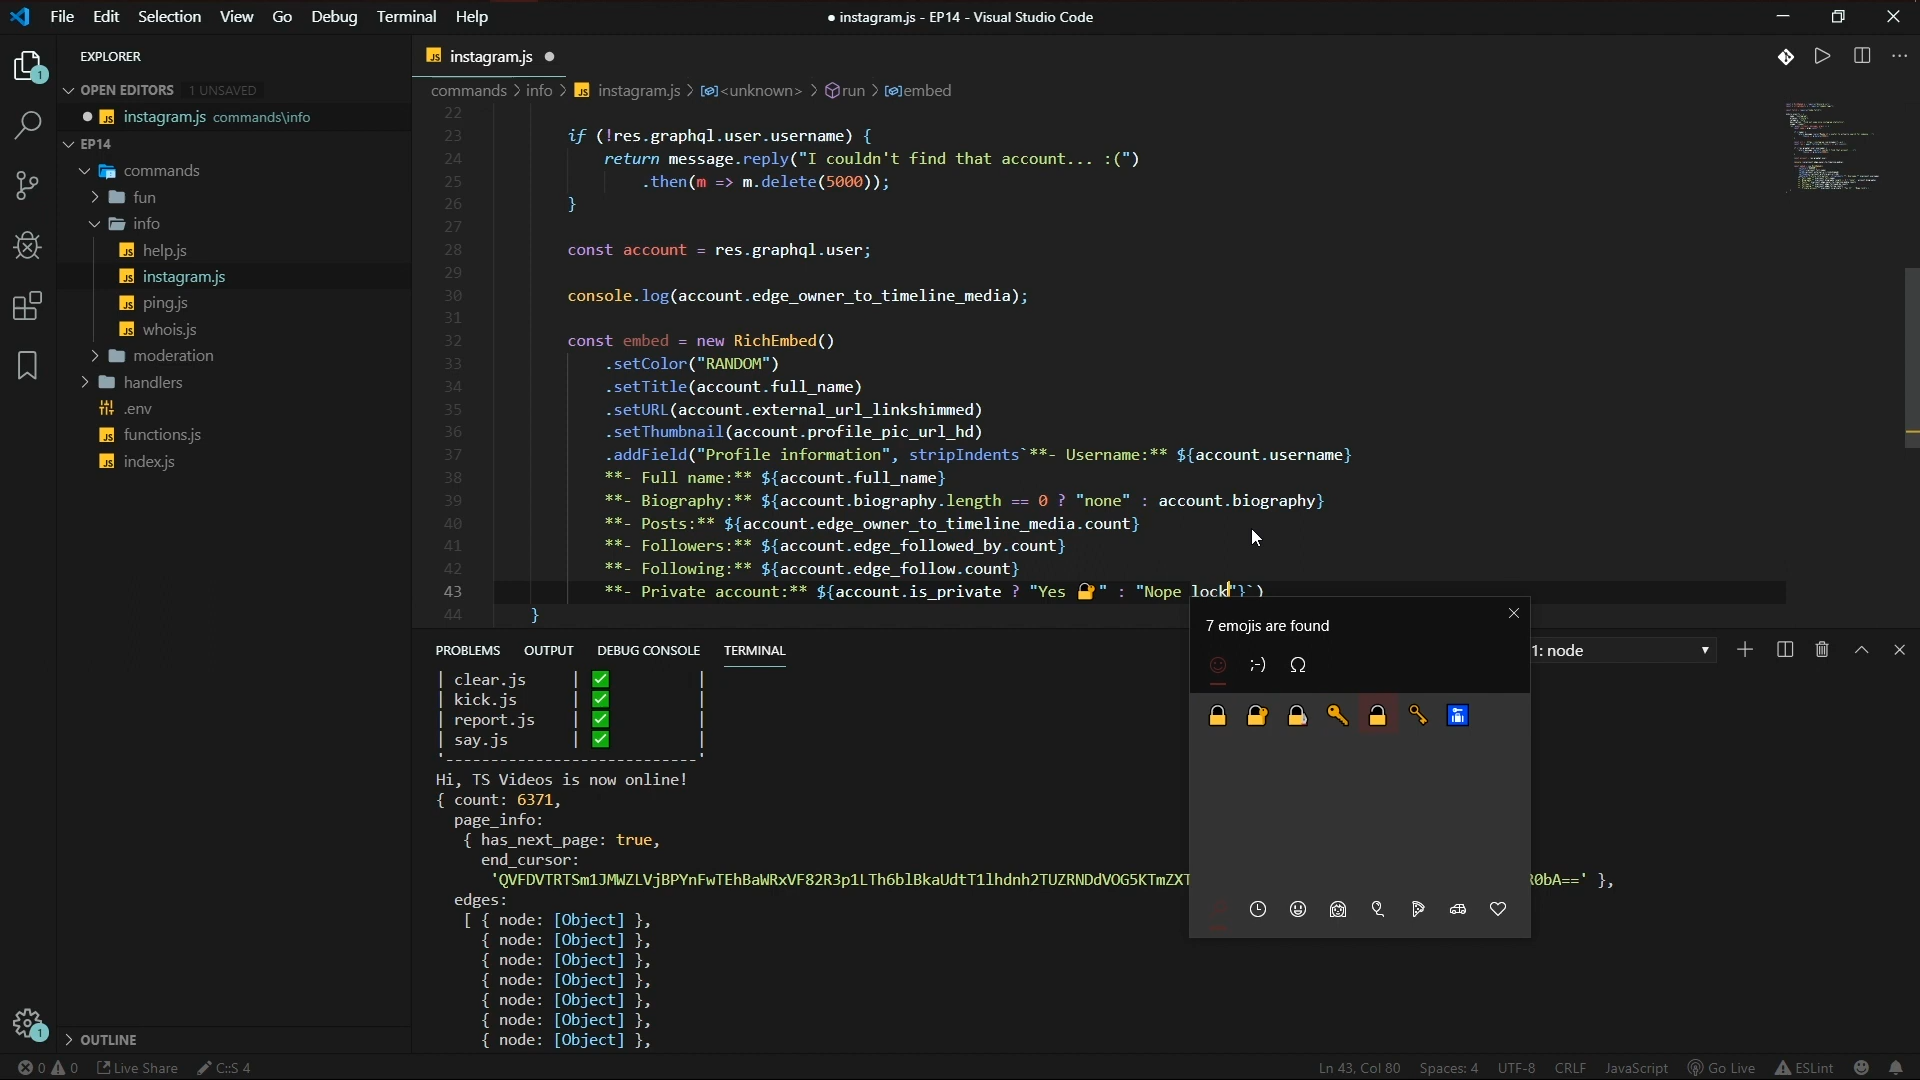 File Edit Selection View Go Debug Terminal Help
● instagram.js - EP14 - Visual Studio Code
EXPLORER
OPEN EDITORS 1 UNSAVED
JS instagram.js commands\info
EP14
commands
fun
info
JS help.js
JS instagram.js
JS ping.js
JS whois.js
moderation
handlers
.env
JS functions.js
JS index.js
OUTLINE
JS instagram.js
commands > info > JS instagram.js > <unknown> > run > embed
22
23 if (!res.graphql.user.username) {
24 return message.reply("I couldn't find that account... :(")
25 .then(m => m.delete(5000));
26 }
27
28 const account = res.graphql.user;
29
30 console.log(account.edge_owner_to_timeline_media);
31
32 const embed = new RichEmbed()
33 .setColor("RANDOM")
34 .setTitle(account.full_name)
35 .setURL(account.external_url_linkshimmed)
36 .setThumbnail(account.profile_pic_url_hd)
37 .addField("Profile information", stripIndents`**- Username:** ${account.username}
38 **- Full name:** ${account.full_name}
39 **- Biography:** ${account.biography.length == 0 ? "none" : account.biography}
40 **- Posts:** ${account.edge_owner_to_timeline_media.count}
41 **- Followers:** ${account.edge_followed_by.count}
42 **- Following:** ${account.edge_follow.count}
43 **- Private account:** ${account.is_private ? "Yes 🔐" : "Nope lock"}`)
44 }
PROBLEMS OUTPUT DEBUG CONSOLE TERMINAL
1: node
| clear.js | ✅ |
| kick.js | ✅ |
| report.js | ✅ |
| say.js | ✅ |
'----------------------------'
Hi, TS Videos is now online!
{ count: 6371,
page_info:
{ has_next_page: true,
end_cursor:
edges:
[ { node: [Object] },
{ node: [Object] },
{ node: [Object] },
{ node: [Object] },
{ node: [Object] },
{ node: [Object] },
{ node: [Object] },
7 emojis are found
;-) Ω
0 0 Live Share C:S 4
Ln 43, Col 80 Spaces: 4 UTF-8 CRLF JavaScript Go Live ESLint